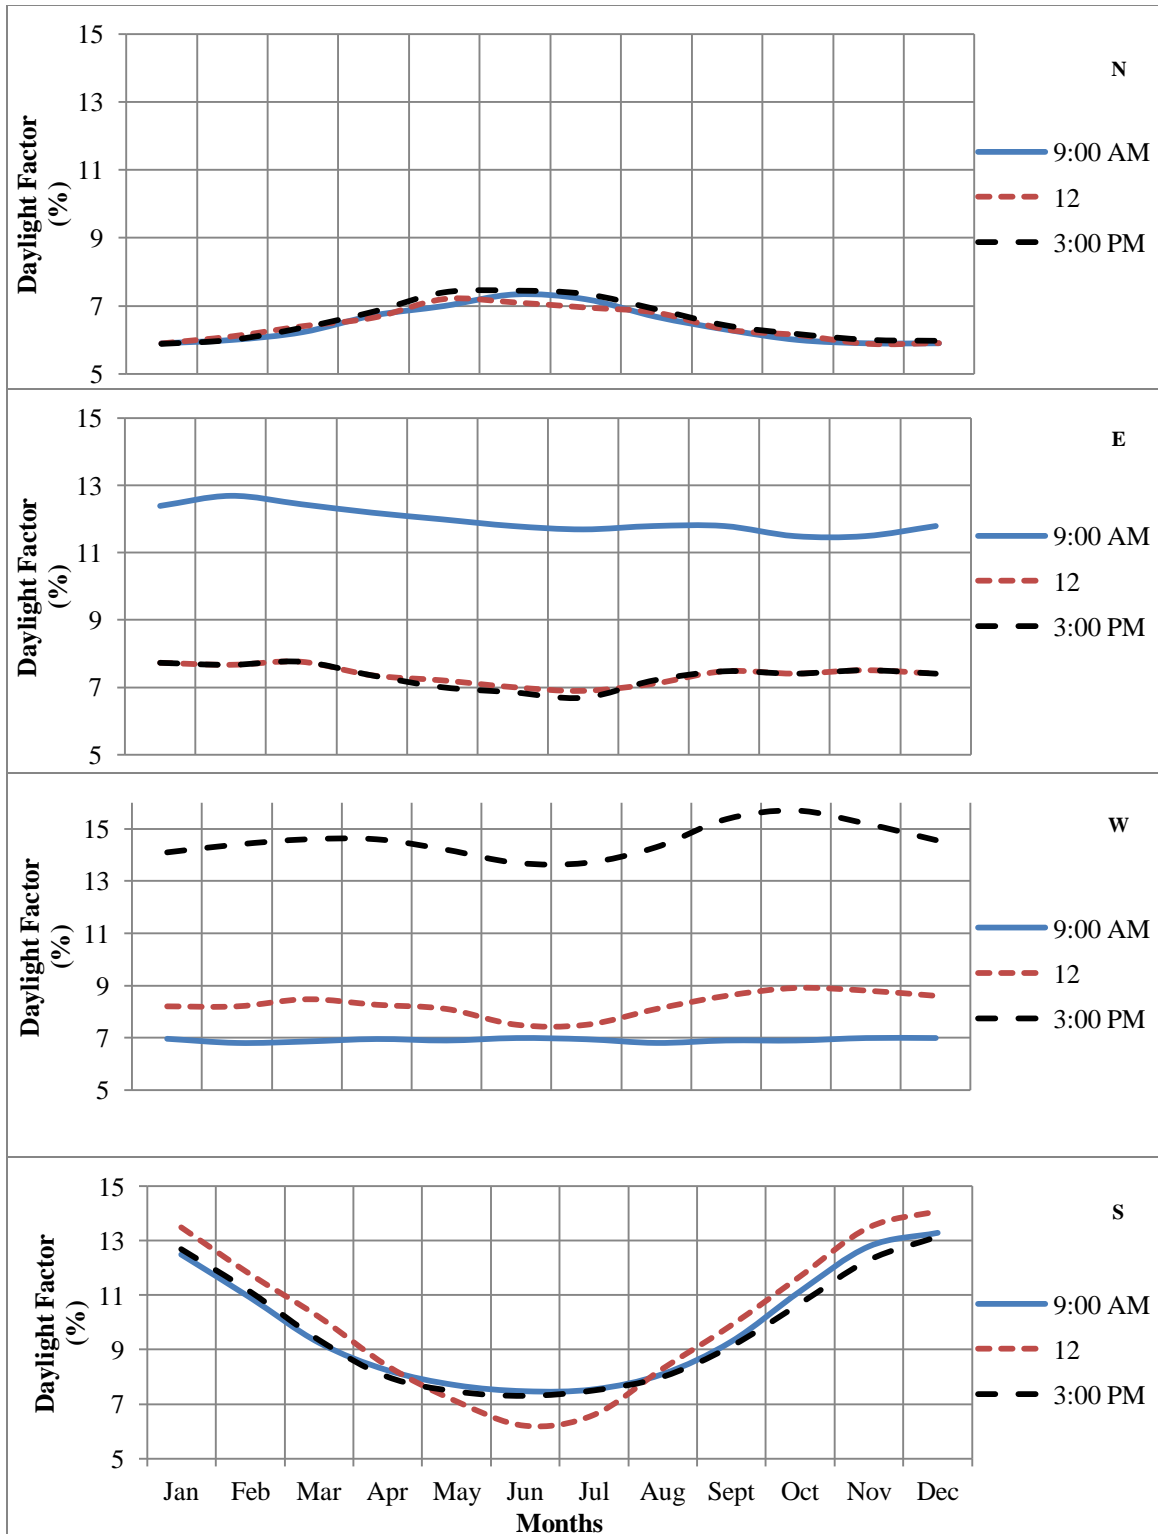 15
N
13
9:00 AM
11
12
9
3:00 PM
7
5
Daylight Factor
(%)
15
E
13
9:00 AM
11
12
9
3:00 PM
7
5
Daylight Factor
(%)
15
W
13
9:00 AM
11
12
9
3:00 PM
7
5
Daylight Factor
(%)
15
S
13
9:00 AM
11
12
9
3:00 PM
7
5
Daylight Factor
(%)
Jan Feb Mar Apr May Jun Jul Aug Sept Oct Nov Dec
Months